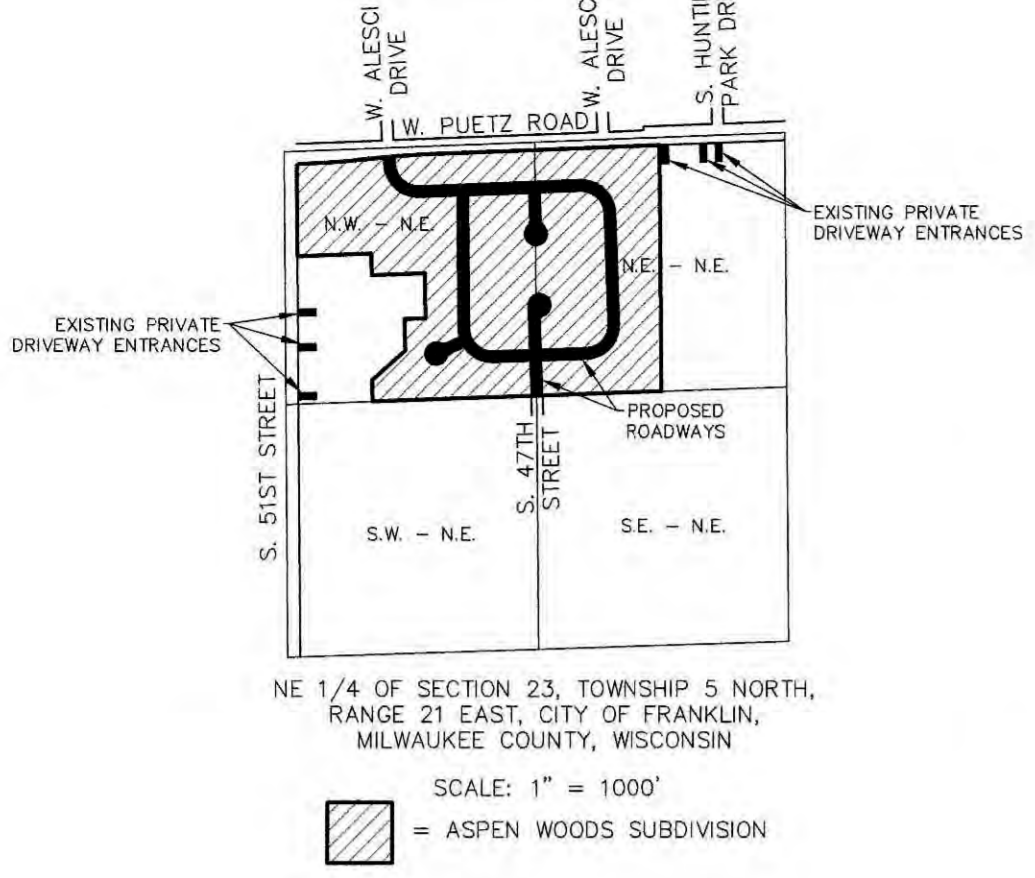 W. ALESCI
DRIVE
W. ALESCI
DRIVE
S. HUNTI
PARK DR
W. PUETZ ROAD
N.W. – N.E.
N.E. – N.E.
EXISTING PRIVATE
DRIVEWAY ENTRANCES
EXISTING PRIVATE
DRIVEWAY ENTRANCES
PROPOSED
ROADWAYS
S. 51ST STREET
S. 47TH
STREET
S.W. – N.E.
S.E. – N.E.
NE 1/4 OF SECTION 23, TOWNSHIP 5 NORTH,
RANGE 21 EAST, CITY OF FRANKLIN,
MILWAUKEE COUNTY, WISCONSIN
SCALE: 1" = 1000'
= ASPEN WOODS SUBDIVISION